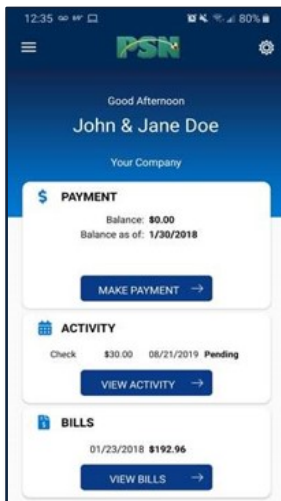 12:35
80%
PSN
Good Afternoon
John & Jane Doe
Your Company
PAYMENT
Balance: $0.00
Balance as of: 1/30/2018
MAKE PAYMENT
ACTIVITY
Check $30.00 08/21/2019 Pending
VIEW ACTIVITY
BILLS
01/23/2018 $192.96
VIEW BILLS